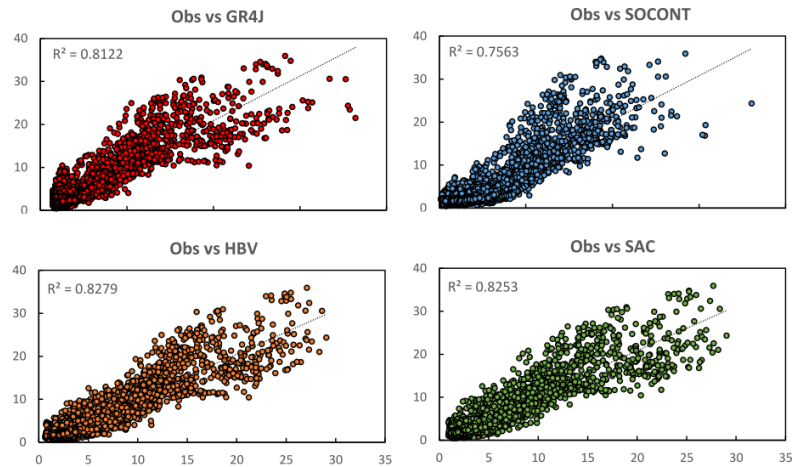 Obs vs GR4J
R² = 0.8122
40
30
20
10
0
Obs vs SOCONT
R² = 0.7563
40
30
20
10
0
Obs vs HBV
R² = 0.8279
40
30
20
10
0
0 5 10 15 20 25 30 35
Obs vs SAC
R² = 0.8253
40
30
20
10
0
0 5 10 15 20 25 30 35